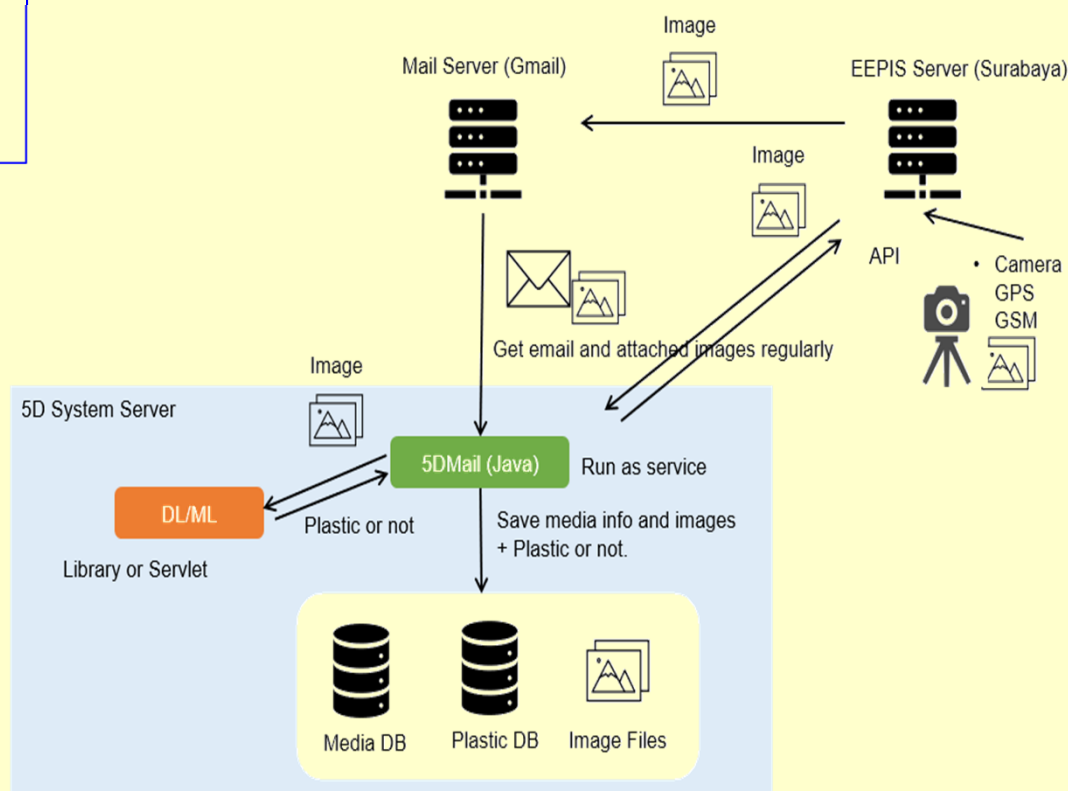 Image
Mail Server (Gmail)
EEPIS Server (Surabaya)
Image
API
• Camera
GPS
GSM
Get email and attached images regularly
Image
5D System Server
5DMail (Java)
Run as service
DL/ML
Plastic or not
Save media info and images
+ Plastic or not.
Library or Servlet
Media DB
Plastic DB
Image Files